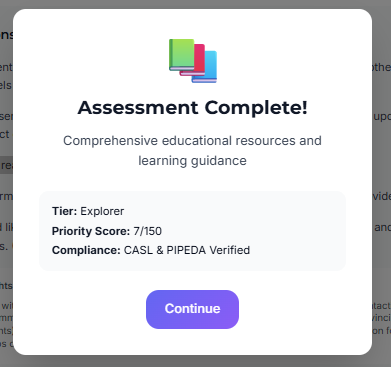 Assessment Complete!
Comprehensive educational resources and
learning guidance
Tier: Explorer
Priority Score: 7/150
Compliance: CASL & PIPEDA Verified
Continue